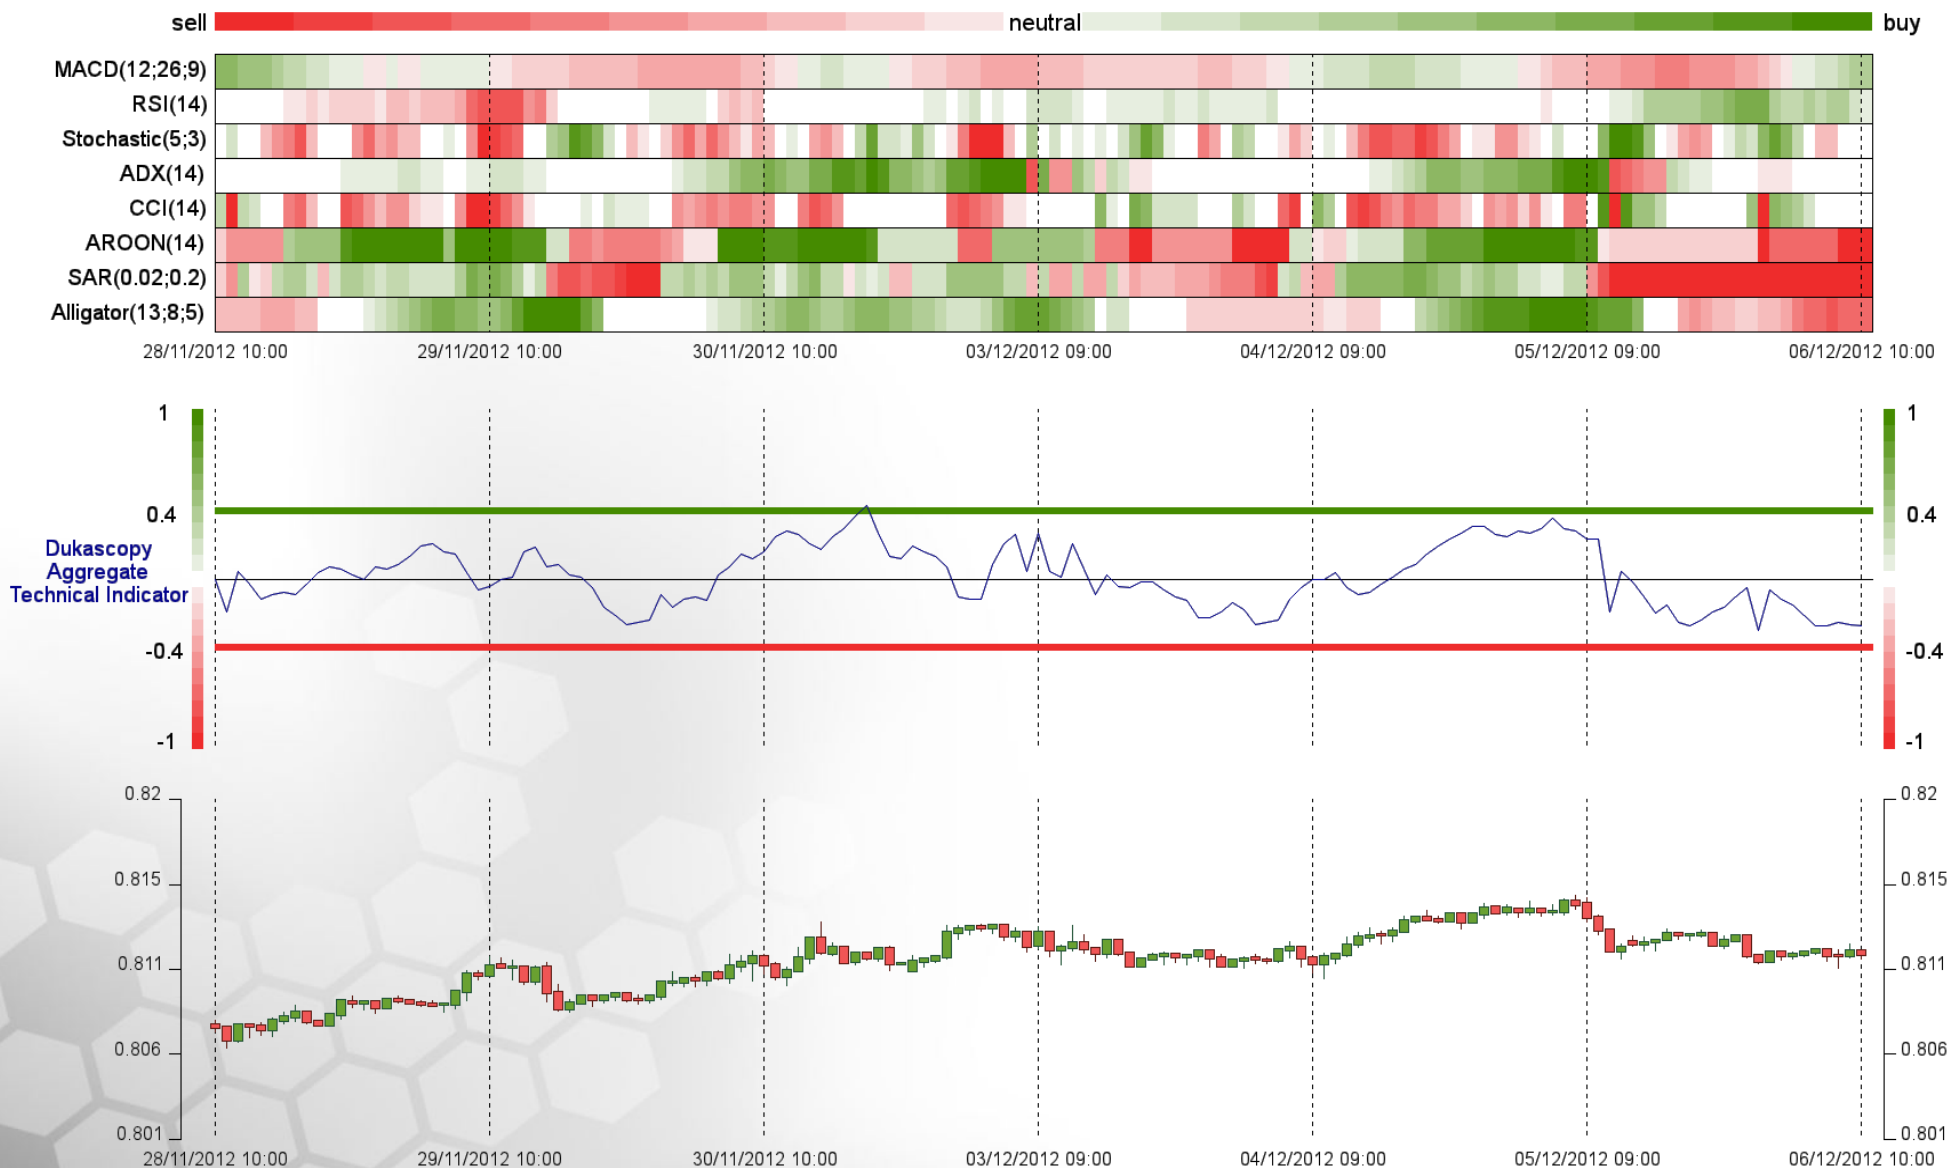 sell neutral buy
MACD(12;26;9)
RSI(14)
Stochastic(5;3)
ADX(14)
CCI(14)
AROON(14)
SAR(0.02;0.2)
Alligator(13;8;5)
28/11/2012 10:00 29/11/2012 10:00 30/11/2012 10:00 03/12/2012 09:00 04/12/2012 09:00 05/12/2012 09:00 06/12/2012 10:00
1 1
0.4 0.4
Dukascopy
Aggregate
Technical Indicator
-0.4 -0.4
-1 -1
0.82 0.82
0.815 0.815
0.811 0.811
0.806 0.806
0.801 0.801
28/11/2012 10:00 29/11/2012 10:00 30/11/2012 10:00 03/12/2012 09:00 04/12/2012 09:00 05/12/2012 09:00 06/12/2012 10:00